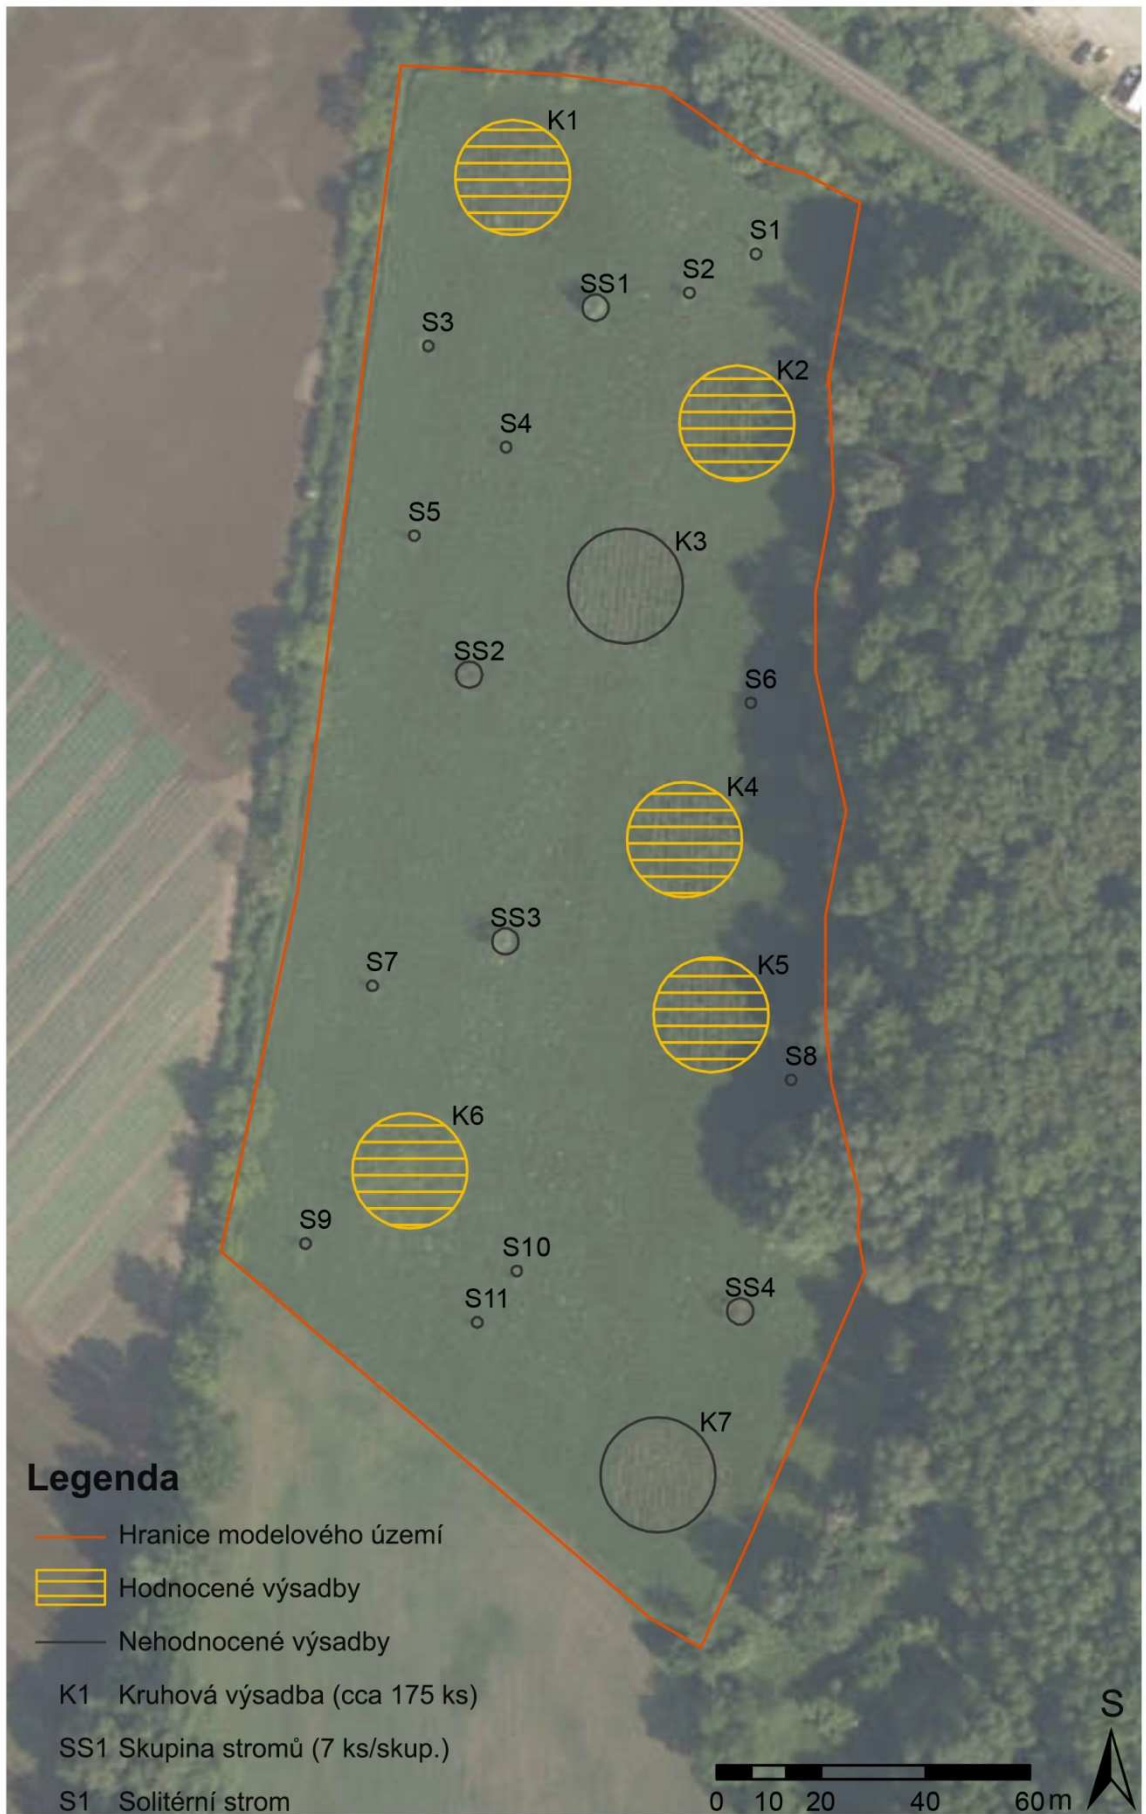 K1
S1
S2
SS1
S3
K2
S4
S5
K3
SS2
S6
K4
SS3
S7
K5
S8
K6
S9
S10
S11
SS4
K7
Legenda
Hranice modelového území
Hodnocené výsadby
Nehodnocené výsadby
K1 Kruhová výsadba (cca 175 ks)
SS1 Skupina stromů (7 ks/skup.)
S1 Solitérní strom
S
0 10 20 40 60 m